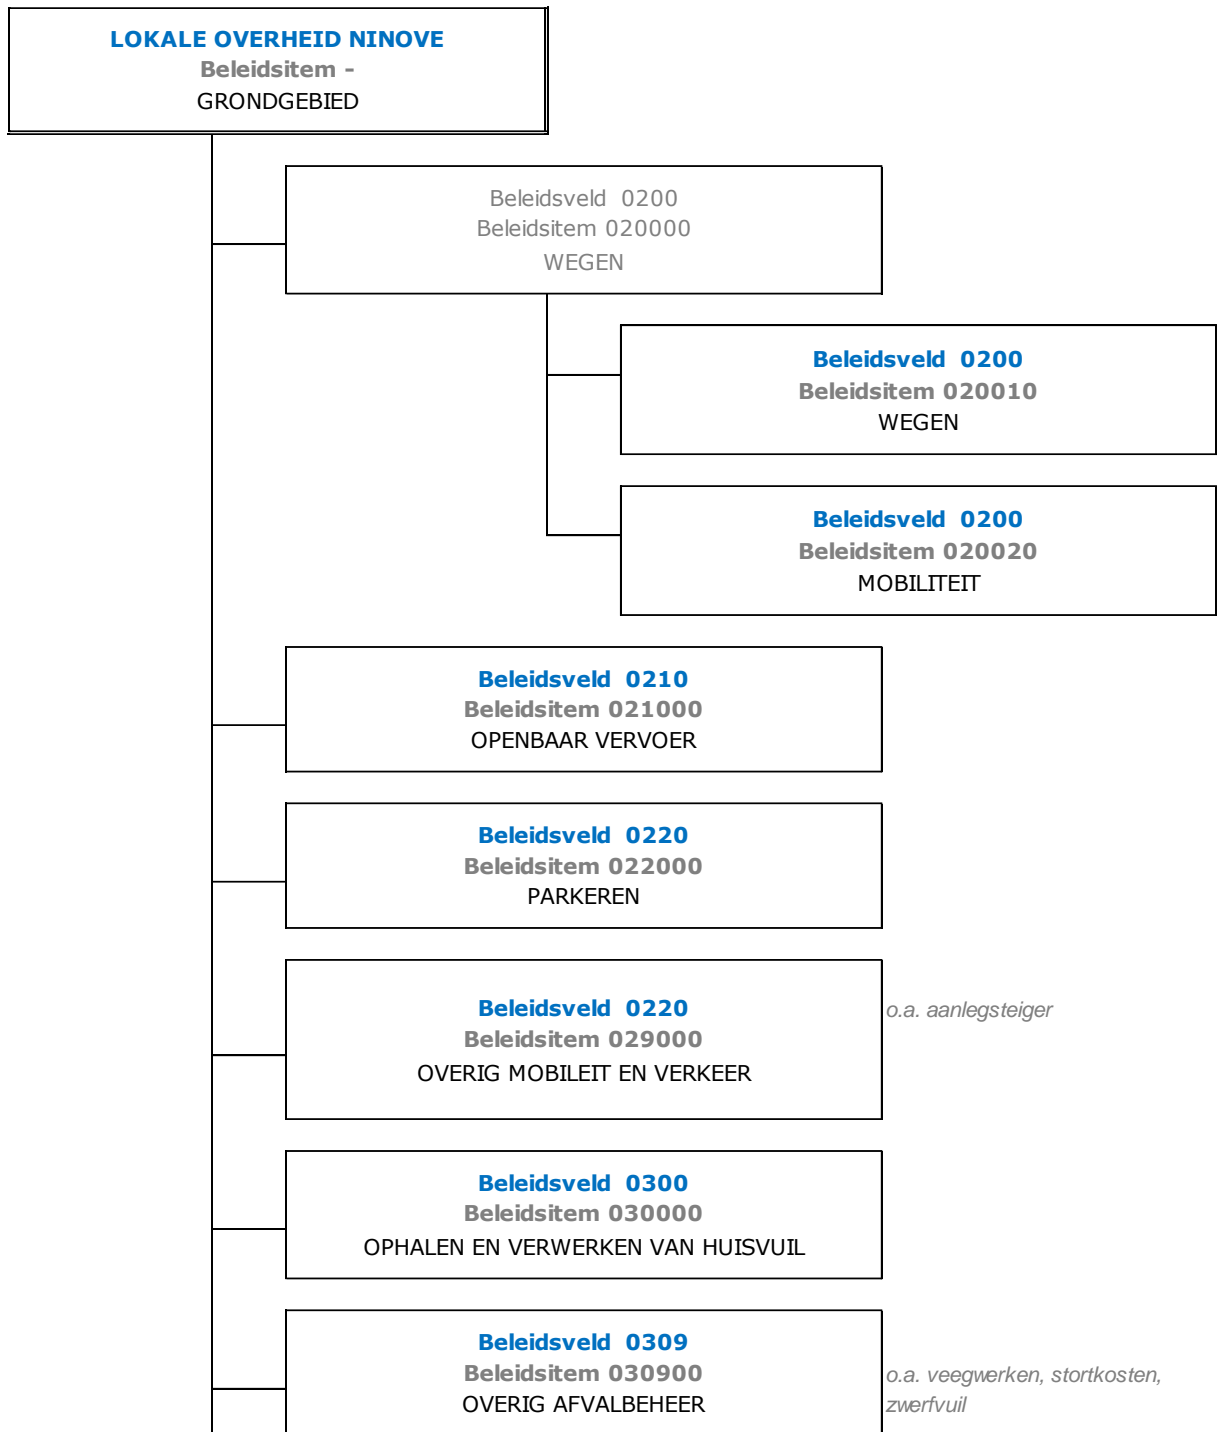 LOKALE OVERHEID NINOVE
Beleidsitem -
GRONDGEBIED
Beleidsveld 0200
Beleidsitem 020000
WEGEN
Beleidsveld 0200
Beleidsitem 020010
WEGEN
Beleidsveld 0200
Beleidsitem 020020
MOBILITEIT
Beleidsveld 0210
Beleidsitem 021000
OPENBAAR VERVOER
Beleidsveld 0220
Beleidsitem 022000
PARKEREN
Beleidsveld 0220
o.a. aanlegsteiger
Beleidsitem 029000
OVERIG MOBILEIT EN VERKEER
Beleidsveld 0300
Beleidsitem 030000
OPHALEN EN VERWERKEN VAN HUISVUIL
Beleidsveld 0309
Beleidsitem 030900
OVERIG AFVALBEHEER
o.a. veegwerken, stortkosten,
zwerfvuil